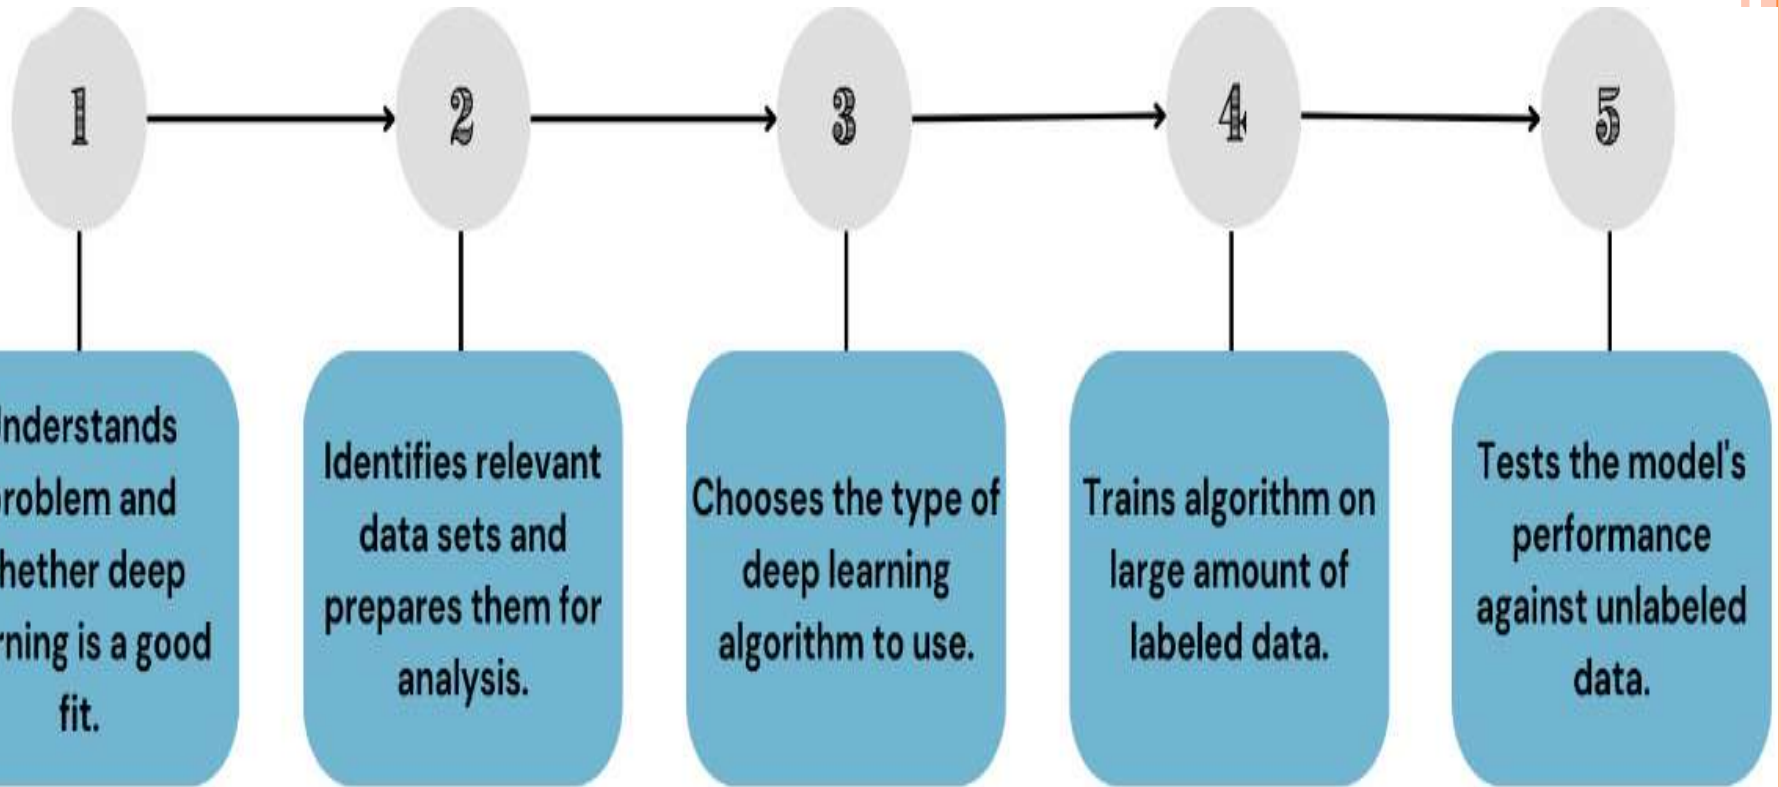 1
2
3
4
5
nderstands
roblem and
hether deep
rning is a good
fit.
Identifies relevant
data sets and
prepares them for
analysis.
Chooses the type of
deep learning
algorithm to use.
Trains algorithm on
large amount of
labeled data.
Tests the model's
performance
against unlabeled
data.